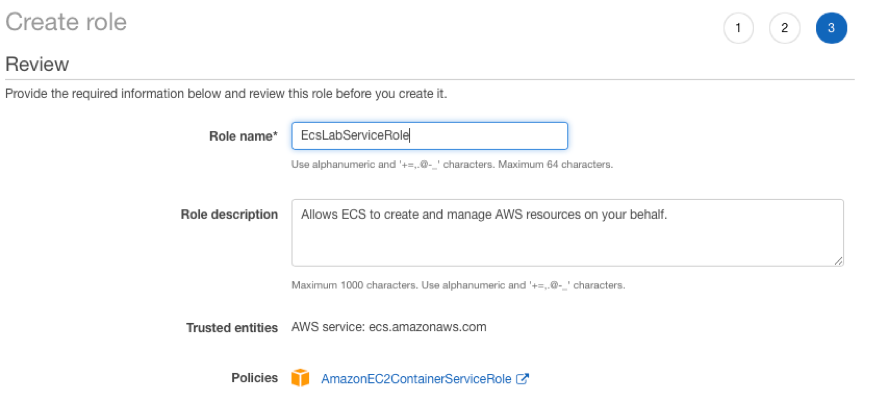 Create role
1 2 3
Review
Provide the required information below and review this role before you create it.
Role name* EcsLabServiceRole
Use alphanumeric and '+=,.@-_' characters. Maximum 64 characters.
Role description Allows ECS to create and manage AWS resources on your behalf.
Maximum 1000 characters. Use alphanumeric and '+=,.@-_' characters.
Trusted entities AWS service: ecs.amazonaws.com
Policies AmazonEC2ContainerServiceRole